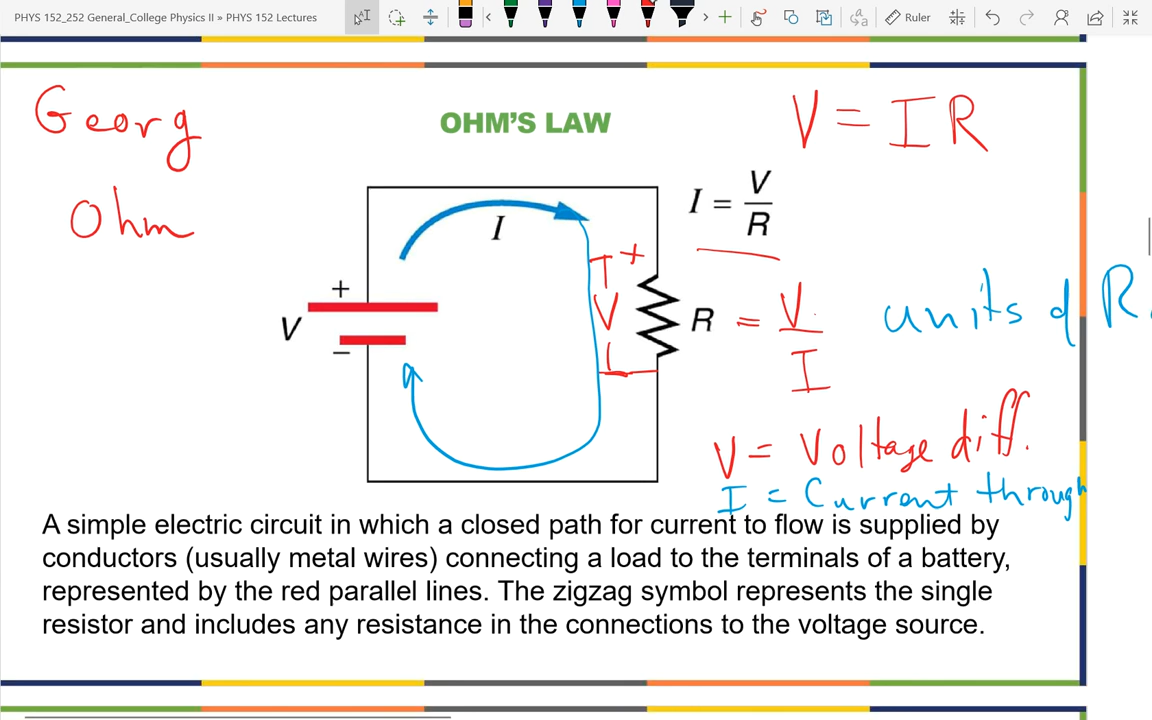 PHYS 152_252 General_College Physics II » PHYS 152 Lectures
Ruler
Georg
Ohm
OHM'S LAW
V = IR
I = V/R
I
+
V
−
T +
V
R = V/I
units of R.
V = Voltage diff.
I = Current through
A simple electric circuit in which a closed path for current to flow is supplied by
conductors (usually metal wires) connecting a load to the terminals of a battery,
represented by the red parallel lines. The zigzag symbol represents the single
resistor and includes any resistance in the connections to the voltage source.